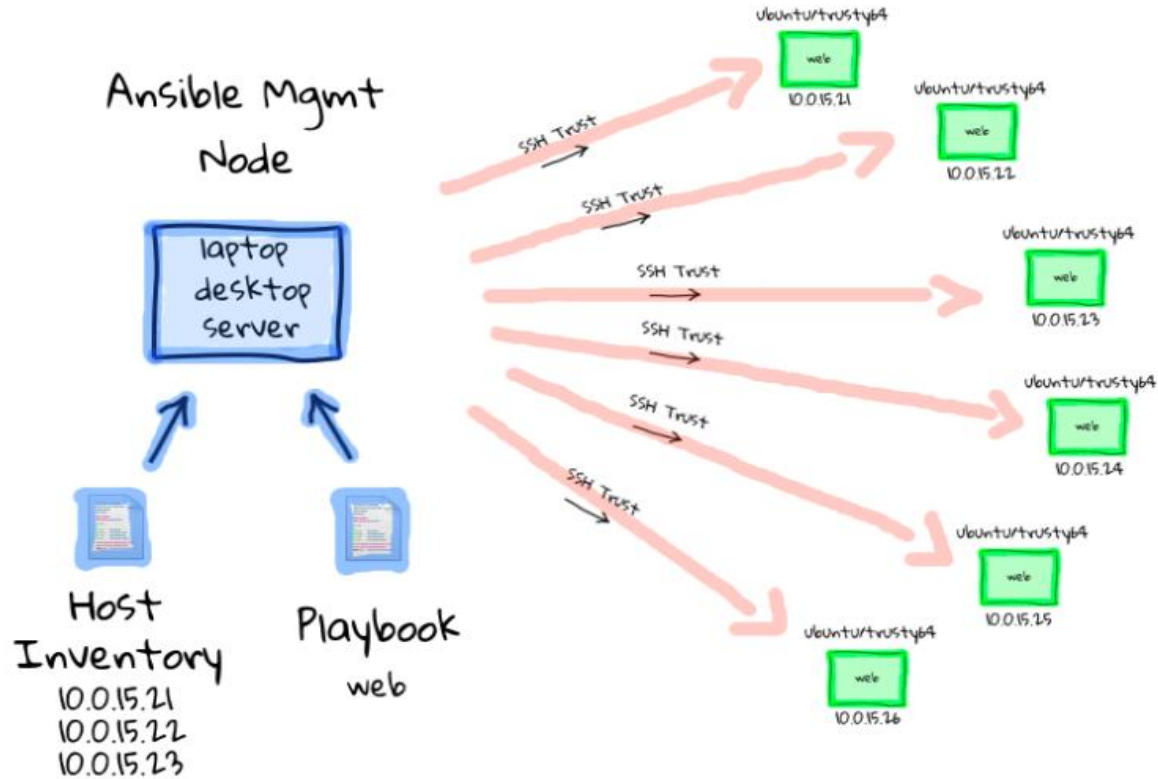 Ansible Mgmt
Node
laptop
desktop
server
Host
Inventory
10.0.15.21
10.0.15.22
10.0.15.23
Playbook
web
SSH Trust
SSH Trust
SSH Trust
SSH Trust
SSH Trust
SSH Trust
ubuntu/trusty64
web
10.0.15.21
ubuntu/trusty64
web
10.0.15.22
ubuntu/trusty64
web
10.0.15.23
ubuntu/trusty64
web
10.0.15.24
ubuntu/trusty64
web
10.0.15.25
ubuntu/trusty64
web
10.0.15.26